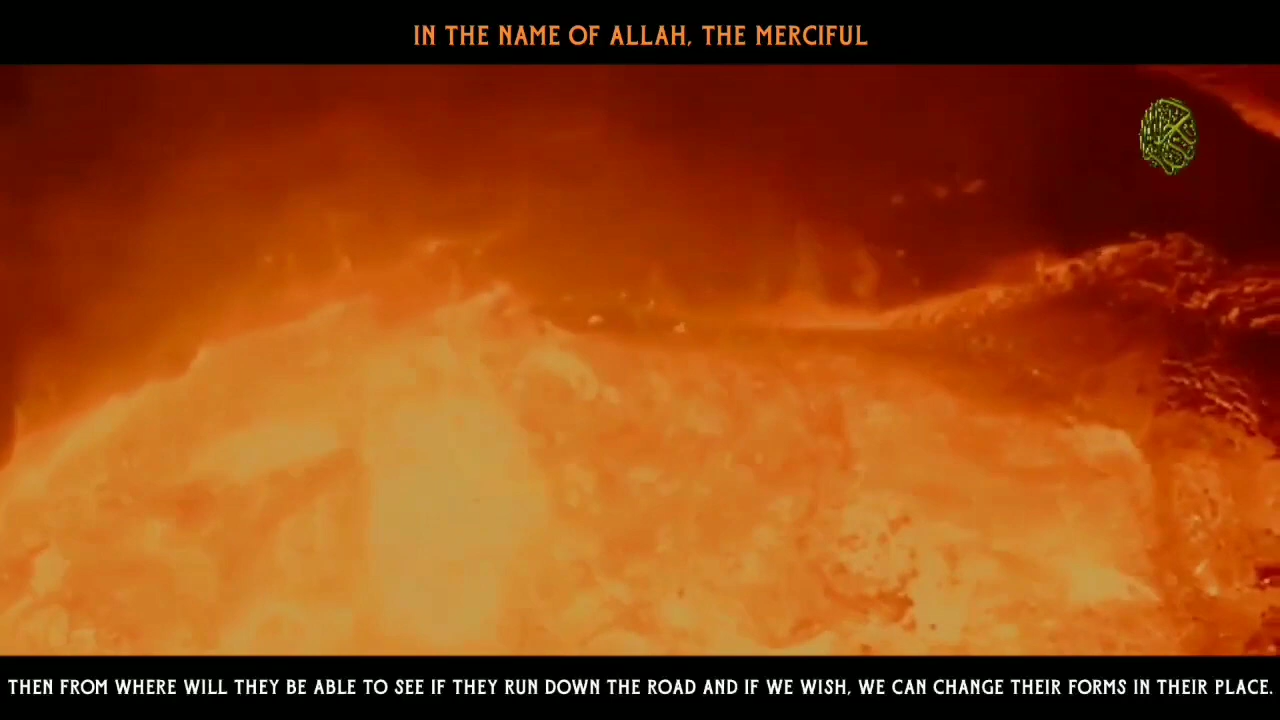 IN THE NAME OF ALLAH, THE MERCIFUL
THEN FROM WHERE WILL THEY BE ABLE TO SEE IF THEY RUN DOWN THE ROAD AND IF WE WISH, WE CAN CHANGE THEIR FORMS IN THEIR PLACE.